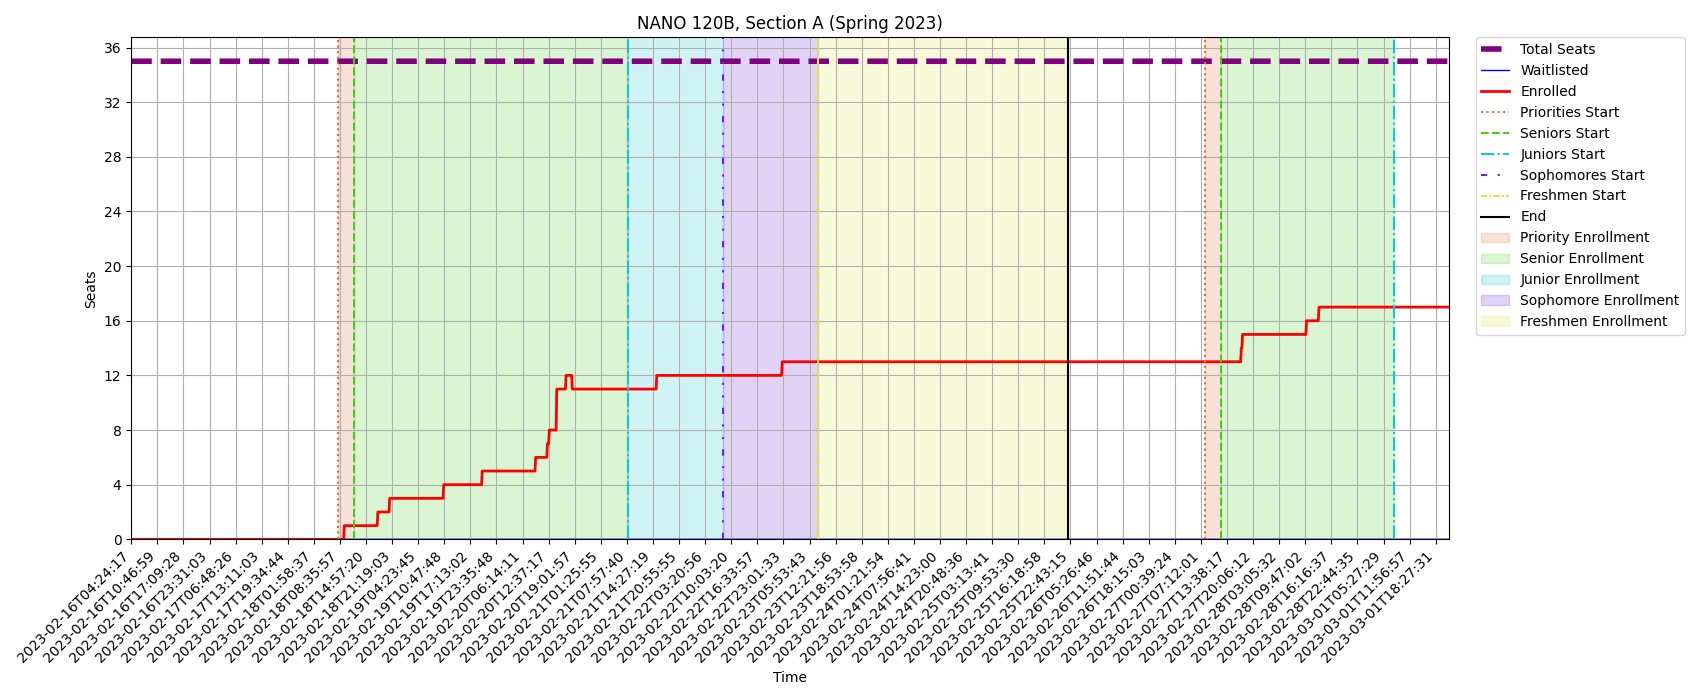 NANO 120B, Section A (Spring 2023)
Seats
36
32
28
24
20
16
12
8
4
0
2023-02-16T04:24:17
2023-02-16T10:46:59
2023-02-16T17:09:28
2023-02-16T23:31:03
2023-02-17T06:48:26
2023-02-17T13:11:03
2023-02-17T19:34:44
2023-02-18T01:58:37
2023-02-18T08:35:57
2023-02-18T14:57:20
2023-02-18T21:19:03
2023-02-19T04:23:45
2023-02-19T10:47:48
2023-02-19T17:13:02
2023-02-19T23:35:48
2023-02-20T06:14:11
2023-02-20T12:37:17
2023-02-20T19:01:57
2023-02-21T01:25:55
2023-02-21T07:57:40
2023-02-21T14:27:19
2023-02-21T20:55:55
2023-02-22T03:20:56
2023-02-22T10:03:20
2023-02-22T16:33:57
2023-02-22T23:01:33
2023-02-23T05:53:43
2023-02-23T12:21:56
2023-02-23T18:53:58
2023-02-24T01:21:54
2023-02-24T07:56:41
2023-02-24T14:23:00
2023-02-24T20:48:36
2023-02-25T03:13:41
2023-02-25T09:53:30
2023-02-25T16:18:58
2023-02-25T22:43:15
2023-02-26T05:26:46
2023-02-26T11:51:44
2023-02-26T18:15:03
2023-02-27T00:39:24
2023-02-27T07:12:01
2023-02-27T13:38:17
2023-02-27T20:06:12
2023-02-28T03:05:32
2023-02-28T09:47:02
2023-02-28T16:16:37
2023-02-28T22:44:35
2023-03-01T05:27:29
2023-03-01T11:56:57
2023-03-01T18:27:31
Time
Total Seats
Waitlisted
Enrolled
Priorities Start
Seniors Start
Juniors Start
Sophomores Start
Freshmen Start
End
Priority Enrollment
Senior Enrollment
Junior Enrollment
Sophomore Enrollment
Freshmen Enrollment